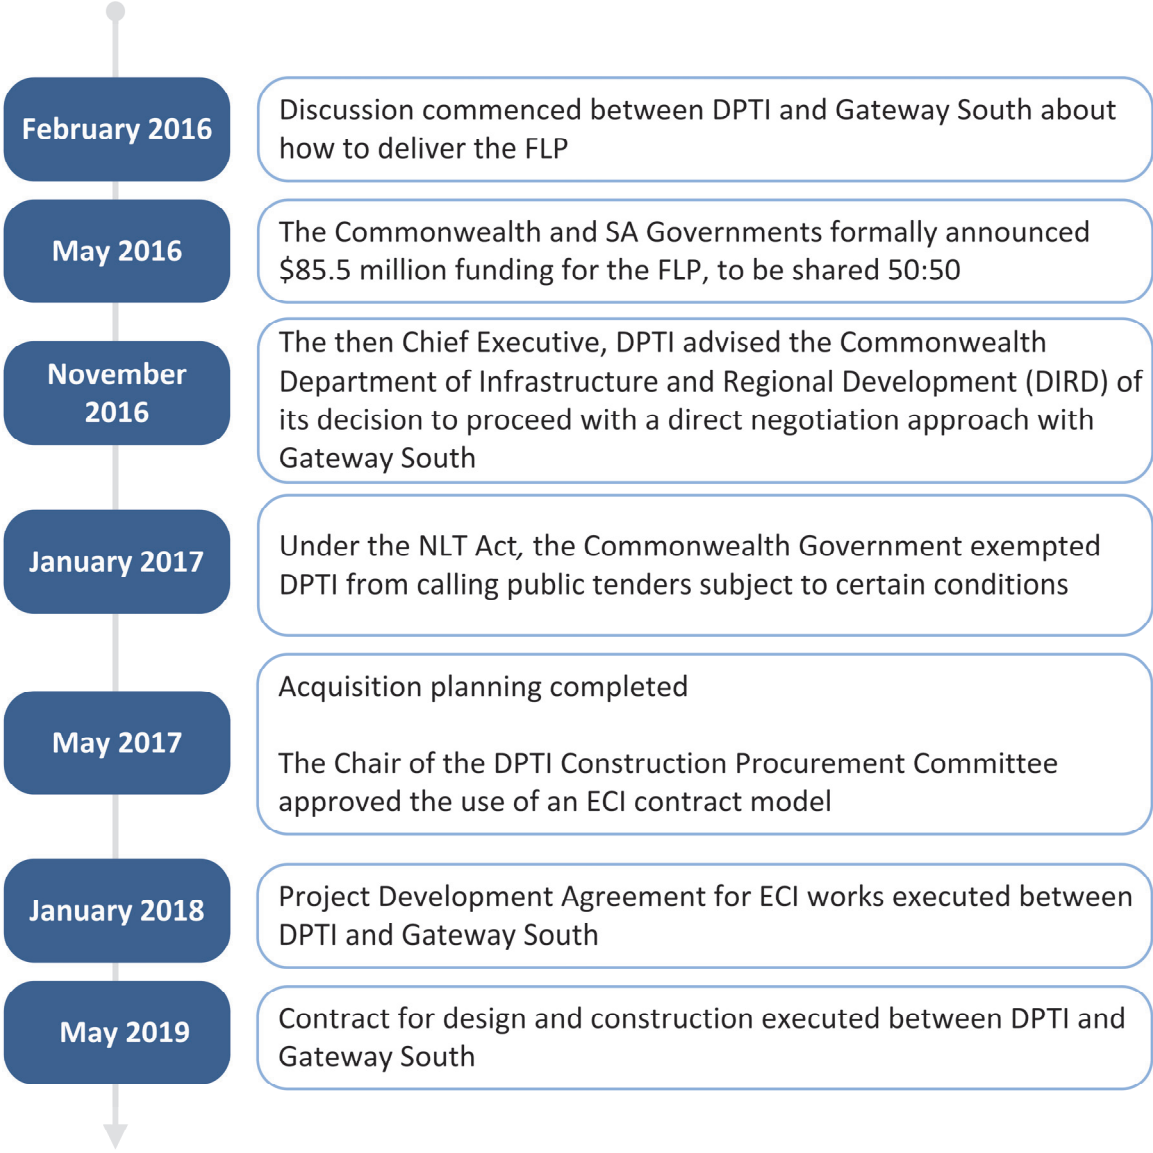 February 2016
Discussion commenced between DPTI and Gateway South about
how to deliver the FLP
May 2016
The Commonwealth and SA Governments formally announced
$85.5 million funding for the FLP, to be shared 50:50
November
2016
The then Chief Executive, DPTI advised the Commonwealth
Department of Infrastructure and Regional Development (DIRD) of
its decision to proceed with a direct negotiation approach with
Gateway South
January 2017
Under the NLT Act, the Commonwealth Government exempted
DPTI from calling public tenders subject to certain conditions
May 2017
Acquisition planning completed
The Chair of the DPTI Construction Procurement Committee
approved the use of an ECI contract model
January 2018
Project Development Agreement for ECI works executed between
DPTI and Gateway South
May 2019
Contract for design and construction executed between DPTI and
Gateway South